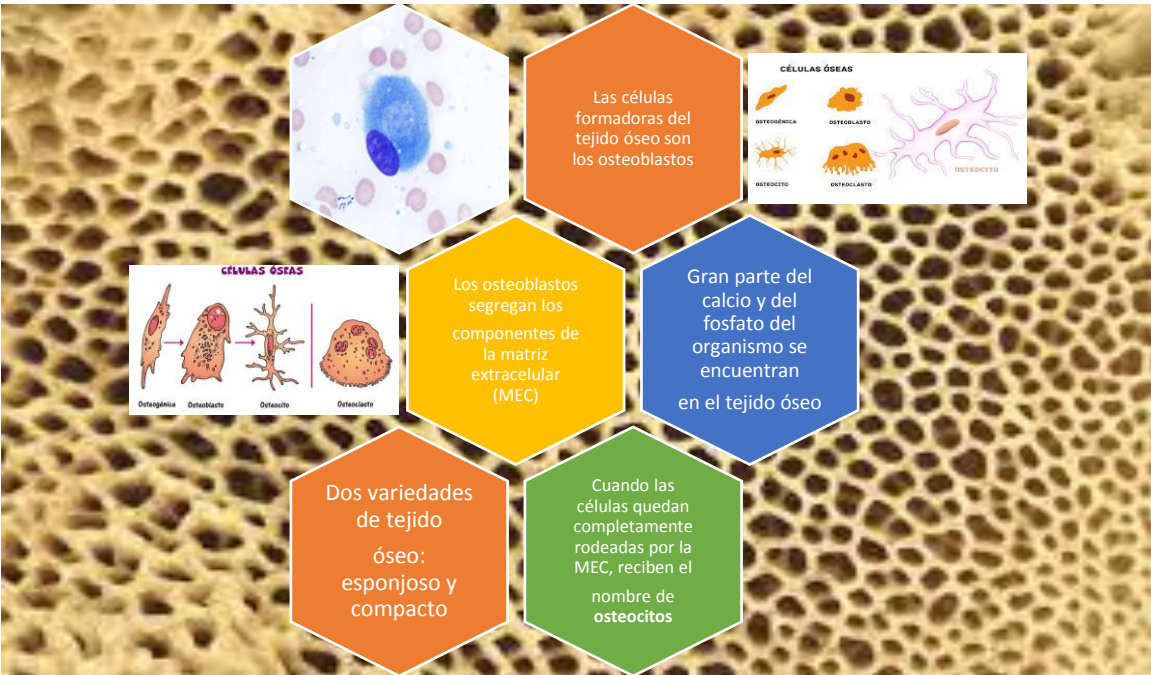 Las células
formadoras del
tejido óseo son
los osteoblastos
CÉLULAS ÓSEAS
OSTEOGÉNICA
OSTEOBLASTO
OSTEOCITO
OSTEOCLASTO
OSTEOCITO
CÉLULAS ÓSEAS
Osteogénica
Osteoblasto
Osteocito
Osteoclasto
Los osteoblastos
segregan los
componentes de
la matriz
extracelular
(MEC)
Gran parte del
calcio y del
fosfato del
organismo se
encuentran
en el tejido óseo
Dos variedades
de tejido
óseo:
esponjoso y
compacto
Cuando las
células quedan
completamente
rodeadas por la
MEC, reciben el
nombre de
osteocitos